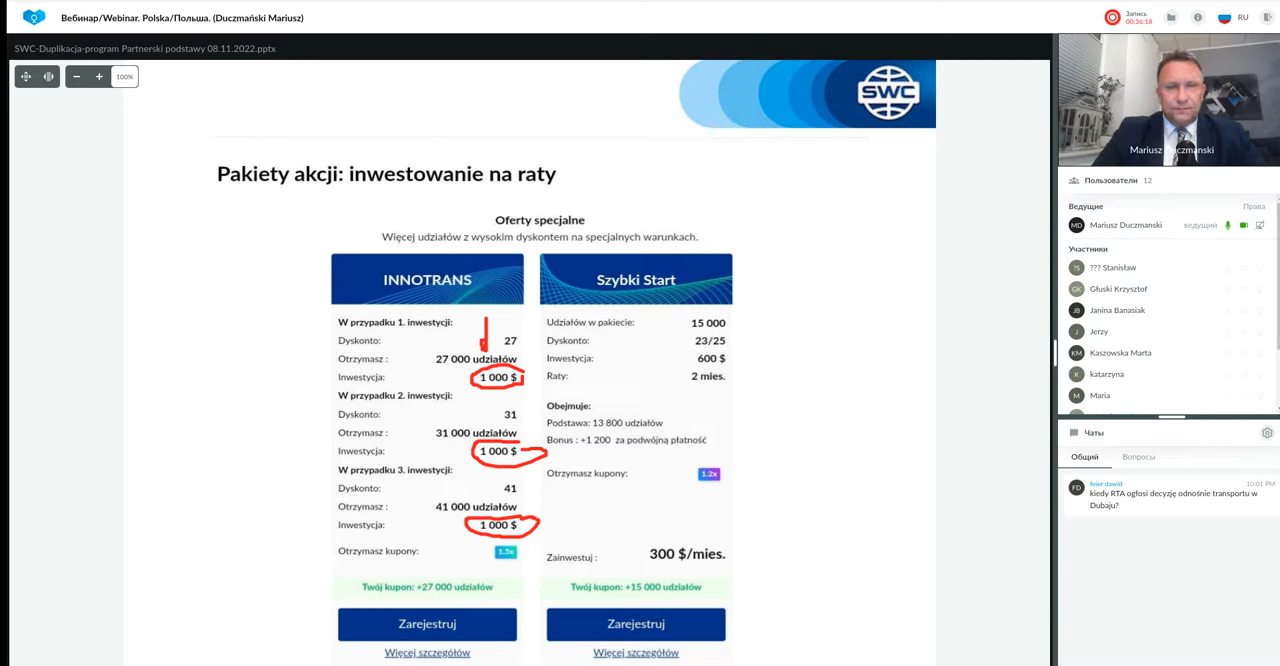 Вебинар/Webinar. Polska/Польша. (Duczmański Mariusz)
Запись
00:36:18
RU
SWC-Duplikacja-program Partnerski podstawy 08.11.2022.pptx
100%
SWC
Pakiety akcji: inwestowanie na raty
Oferty specjalne
Więcej udziałów z wysokim dyskontem na specjalnych warunkach.
INNOTRANS
W przypadku 1. inwestycji:
Dyskonto: 27
Otrzymasz : 27 000 udziałów
Inwestycja: 1 000 $
W przypadku 2. inwestycji:
Dyskonto: 31
Otrzymasz : 31 000 udziałów
Inwestycja: 1 000 $
W przypadku 3. inwestycji:
Dyskonto: 41
Otrzymasz : 41 000 udziałów
Inwestycja: 1 000 $
Otrzymasz kupony: 1.5x
Twój kupon: +27 000 udziałów
Zarejestruj
Więcej szczegółów
Szybki Start
Udziałów w pakiecie: 15 000
Dyskonto: 23/25
Inwestycja: 600 $
Raty: 2 mies.
Obejmuje:
Podstawa: 13 800 udziałów
Bonus : +1 200 za podwójną płatność
Otrzymasz kupony: 1.2x
Zainwestuj : 300 $/mies.
Twój kupon: +15 000 udziałów
Zarejestruj
Więcej szczegółów
Mariusz Duczmanski
Пользователи 12
Ведущие Права
MD Mariusz Duczmanski ведущий
Участники
?S ??? Stanisław
GK Głuski Krzysztof
JB Janina Banasiak
J Jerzy
KM Kaszowska Marta
K katarzyna
M Maria
Чаты
Общий Вопросы
FD feier dawid 10:01 PM
kiedy RTA ogłosi decyzję odnośnie transportu w
Dubaju?